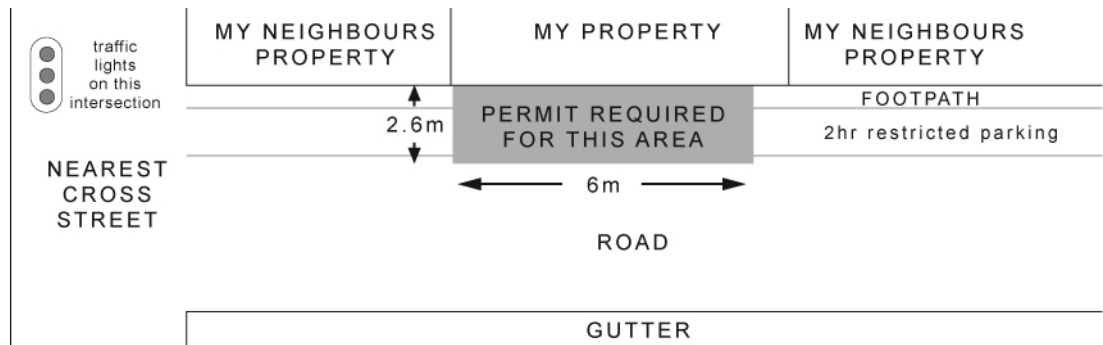 traffic
lights
on this
intersection
MY NEIGHBOURS
PROPERTY
MY PROPERTY
MY NEIGHBOURS
PROPERTY
FOOTPATH
2.6m
PERMIT REQUIRED
FOR THIS AREA
2hr restricted parking
NEAREST
CROSS
STREET
6m
ROAD
GUTTER